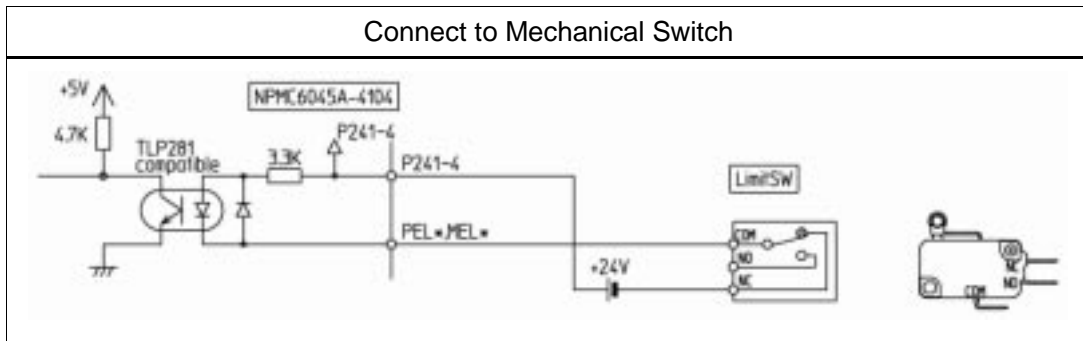 Connect to Mechanical Switch
+5V
NPMC6045A-4104
4.7K
TLP281
compatible
3.3K
P241-4
P241-4
LimitSW
PEL*,MEL*
COM
NO
NC
+24V
NC
NO
COM